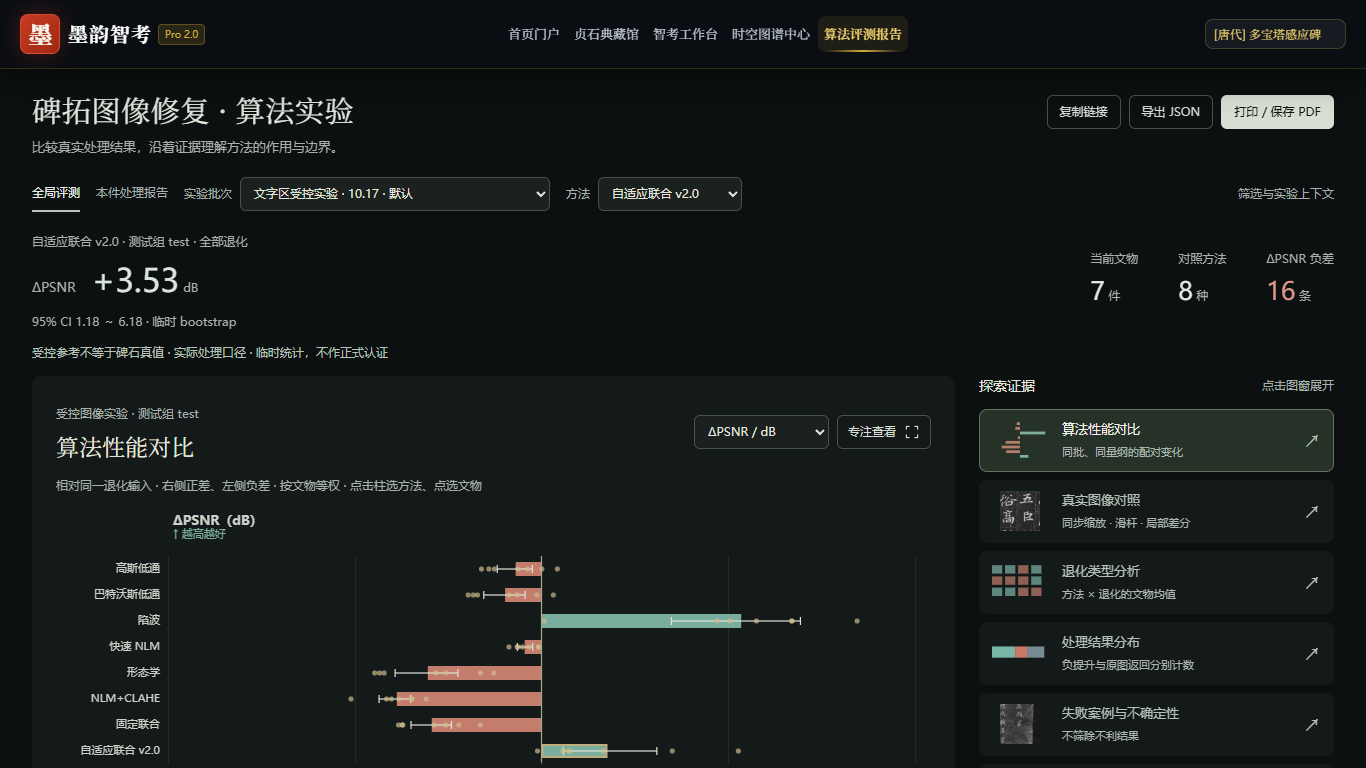 墨 墨韵智考 Pro 2.0
首页门户 贞石典藏馆 智考工作台 时空图谱中心 算法评测报告
[唐代] 多宝塔感应碑
碑拓图像修复 · 算法实验
比较真实处理结果，沿着证据理解方法的作用与边界。
复制链接 导出 JSON 打印 / 保存 PDF
全局评测 本件处理报告 实验批次 文字区受控实验 · 10.17 · 默认 方法 自适应联合 v2.0 筛选与实验上下文
自适应联合 v2.0 · 测试组 test · 全部退化
ΔPSNR +3.53 dB
95% CI 1.18 ~ 6.18 · 临时 bootstrap
受控参考不等于碑石真值 · 实际处理口径 · 临时统计，不作正式认证
当前文物 对照方法 ΔPSNR 负差
7 件 8 种 16 条
受控图像实验 · 测试组 test
算法性能对比
ΔPSNR / dB 专注查看
相对同一退化输入 · 右侧正差、左侧负差 · 按文物等权 · 点击柱选方法、点选文物
ΔPSNR (dB)
↑ 越高越好
高斯低通
巴特沃斯低通
陷波
快速 NLM
形态学
NLM+CLAHE
固定联合
自适应联合 v2.0
探索证据 点击图窗展开
算法性能对比
同批、同量纲的配对变化
真实图像对照
同步缩放 · 滑杆 · 局部差分
退化类型分析
方法 × 退化的文物均值
处理结果分布
负提升与原图返回分别计数
失败案例与不确定性
不筛除不利结果